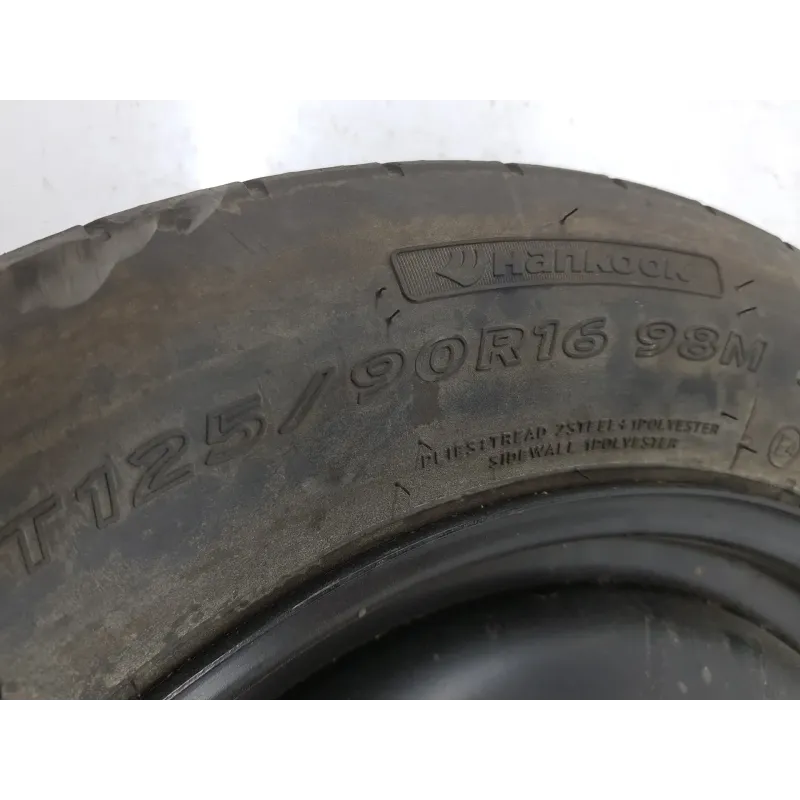 Hankook
T125/90R16 98M
PLIES:TREAD 2STEEL+1POLYESTER
SIDEWALL 1POLYESTER